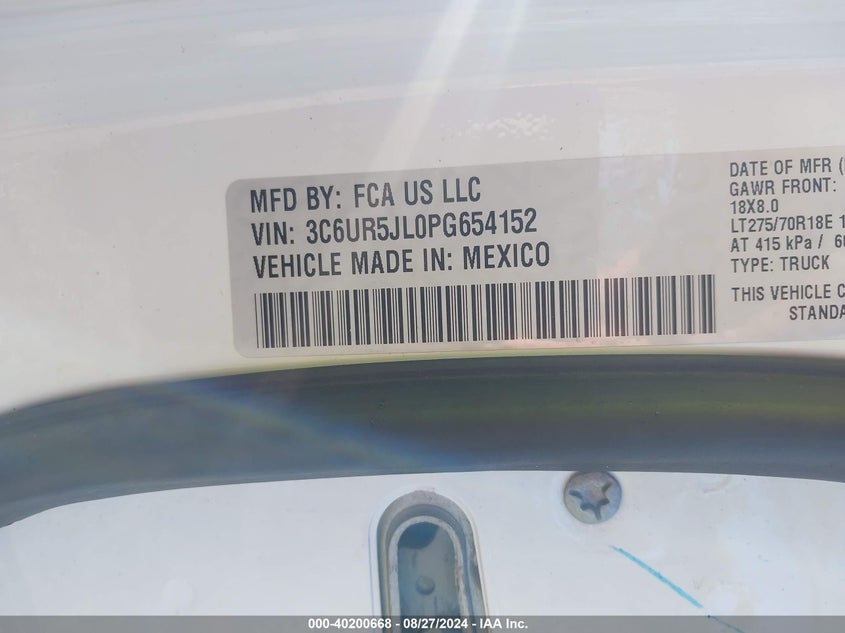 MFD BY: FCA US LLC
VIN: 3C6UR5JL0PG654152
VEHICLE MADE IN: MEXICO
DATE OF MFR (
GAWR FRONT:
18X8.0
LT275/70R18E
AT 415 kPa /
TYPE: TRUCK
THIS VEHICLE
STANDA
000-40200668 - 08/27/2024 - IAA Inc.